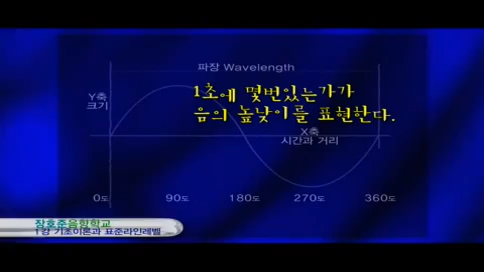 파장 Wavelength
1초에 몇번있는가가
음의 높낮이를 표현한다.
Y축
크기
X축
시간과 거리
0도 90도 180도 270도 360도
장호준음향학교
1강 기초이론과 표준라인레벨